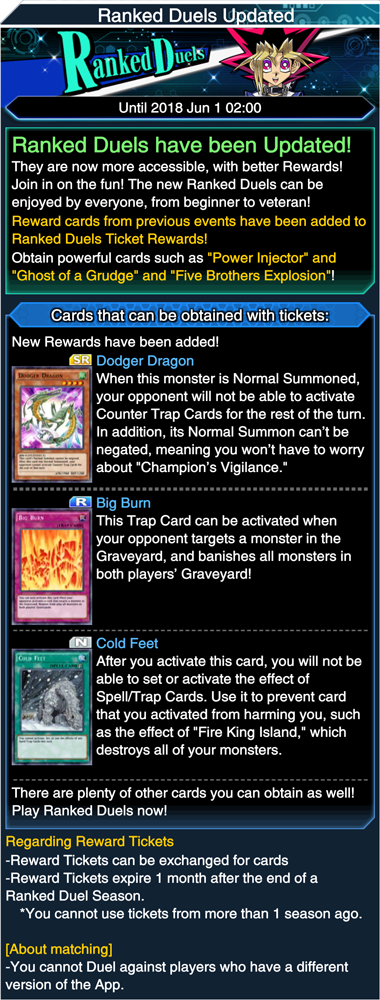 Ranked Duels Updated
Ranked Duels
Until 2018 Jun 1 02:00
Ranked Duels have been Updated!
They are now more accessible, with better Rewards!
Join in on the fun! The new Ranked Duels can be
enjoyed by everyone, from beginner to veteran!
Reward cards from previous events have been added to
Ranked Duels Ticket Rewards!
Obtain powerful cards such as "Power Injector" and
"Ghost of a Grudge" and "Five Brothers Explosion"!
Cards that can be obtained with tickets:
New Rewards have been added!
SR
Dodger Dragon
DODGER DRAGON
When this monster is Normal Summoned,
your opponent will not be able to activate
Counter Trap Cards for the rest of the turn.
In addition, its Normal Summon can't be
negated, meaning you won't have to worry
about "Champion's Vigilance."
R
Big Burn
BIG BURN
This Trap Card can be activated when
your opponent targets a monster in the
Graveyard, and banishes all monsters in
both players' Graveyard!
N
Cold Feet
COLD FEET
After you activate this card, you will not be
able to set or activate the effect of
Spell/Trap Cards. Use it to prevent card
that you activated from harming you, such
as the effect of "Fire King Island," which
destroys all of your monsters.
There are plenty of other cards you can obtain as well!
Play Ranked Duels now!
Regarding Reward Tickets
-Reward Tickets can be exchanged for cards
-Reward Tickets expire 1 month after the end of a
Ranked Duel Season.
*You cannot use tickets from more than 1 season ago.
[About matching]
-You cannot Duel against players who have a different
version of the App.